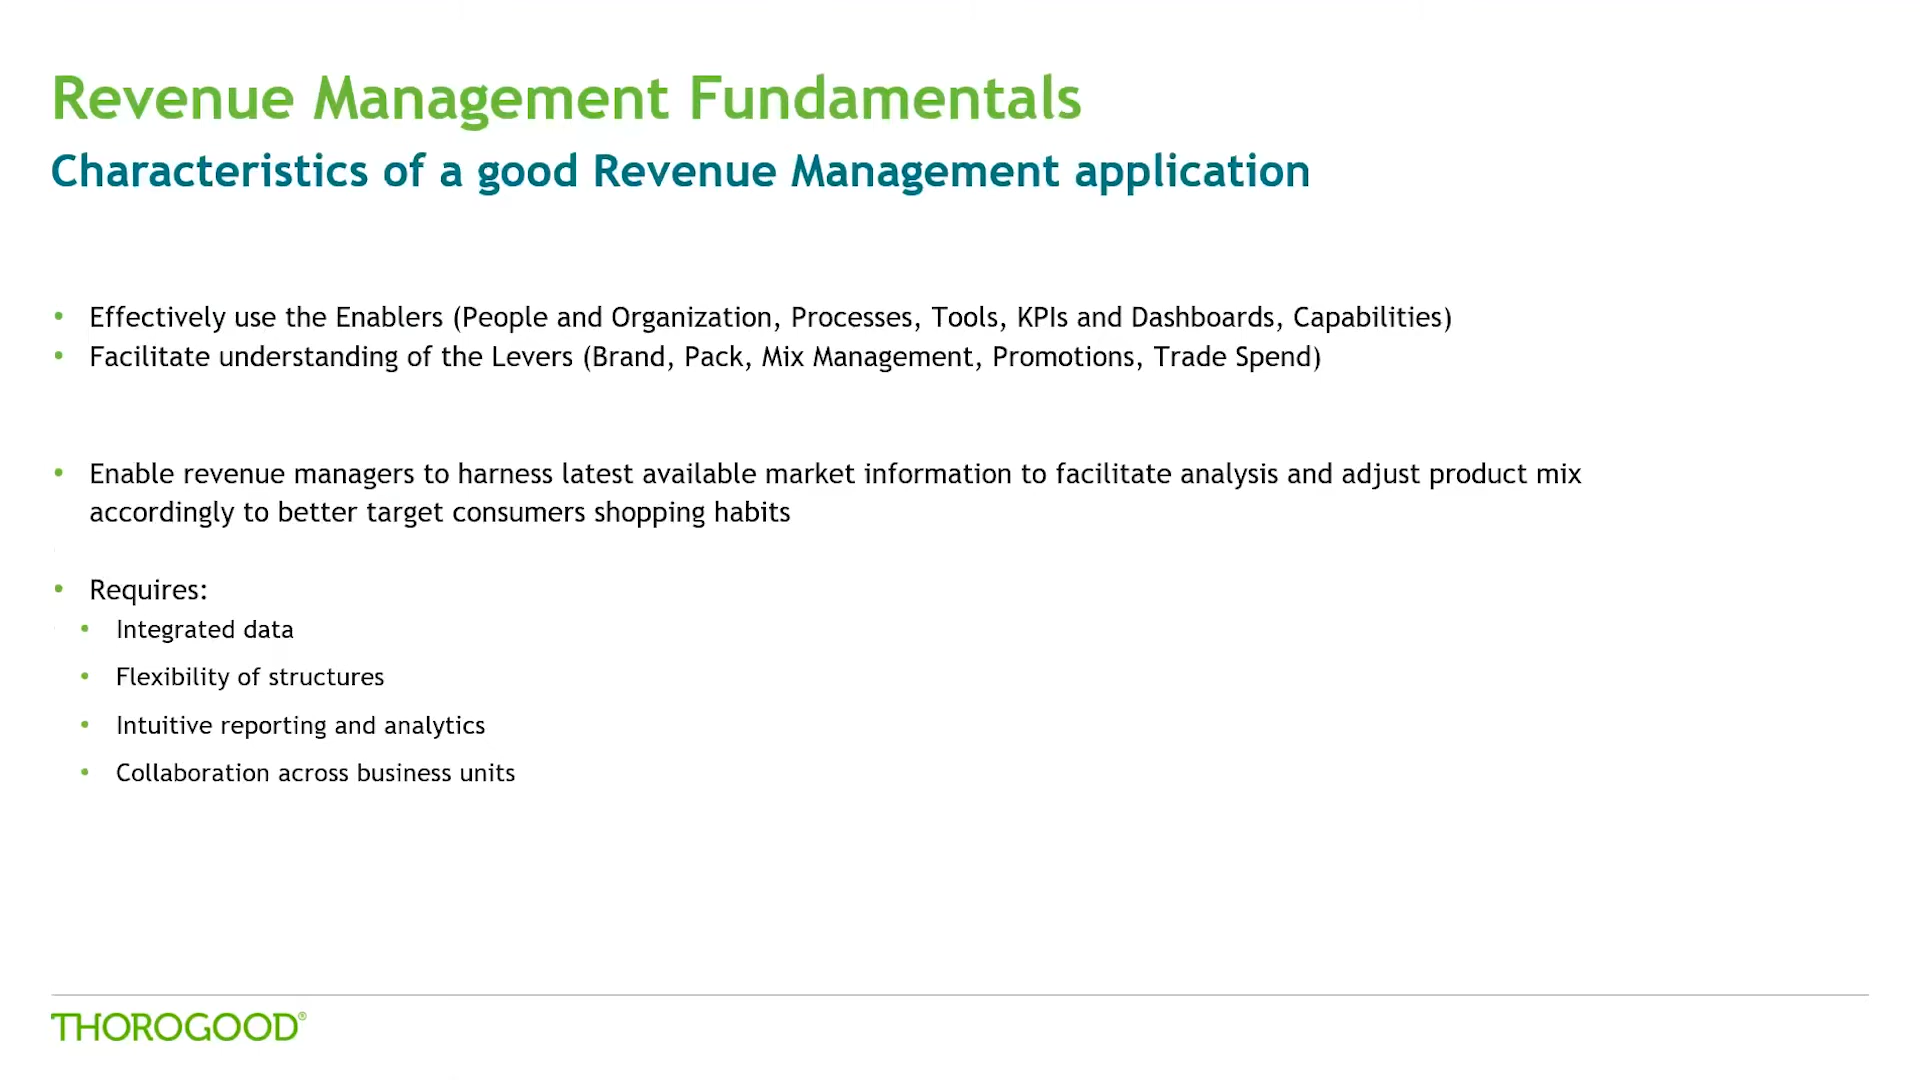 Revenue Management Fundamentals
Characteristics of a good Revenue Management application
• Effectively use the Enablers (People and Organization, Processes, Tools, KPIs and Dashboards, Capabilities)
• Facilitate understanding of the Levers (Brand, Pack, Mix Management, Promotions, Trade Spend)
• Enable revenue managers to harness latest available market information to facilitate analysis and adjust product mix
accordingly to better target consumers shopping habits
• Requires:
• Integrated data
• Flexibility of structures
• Intuitive reporting and analytics
• Collaboration across business units
THOROGOOD®